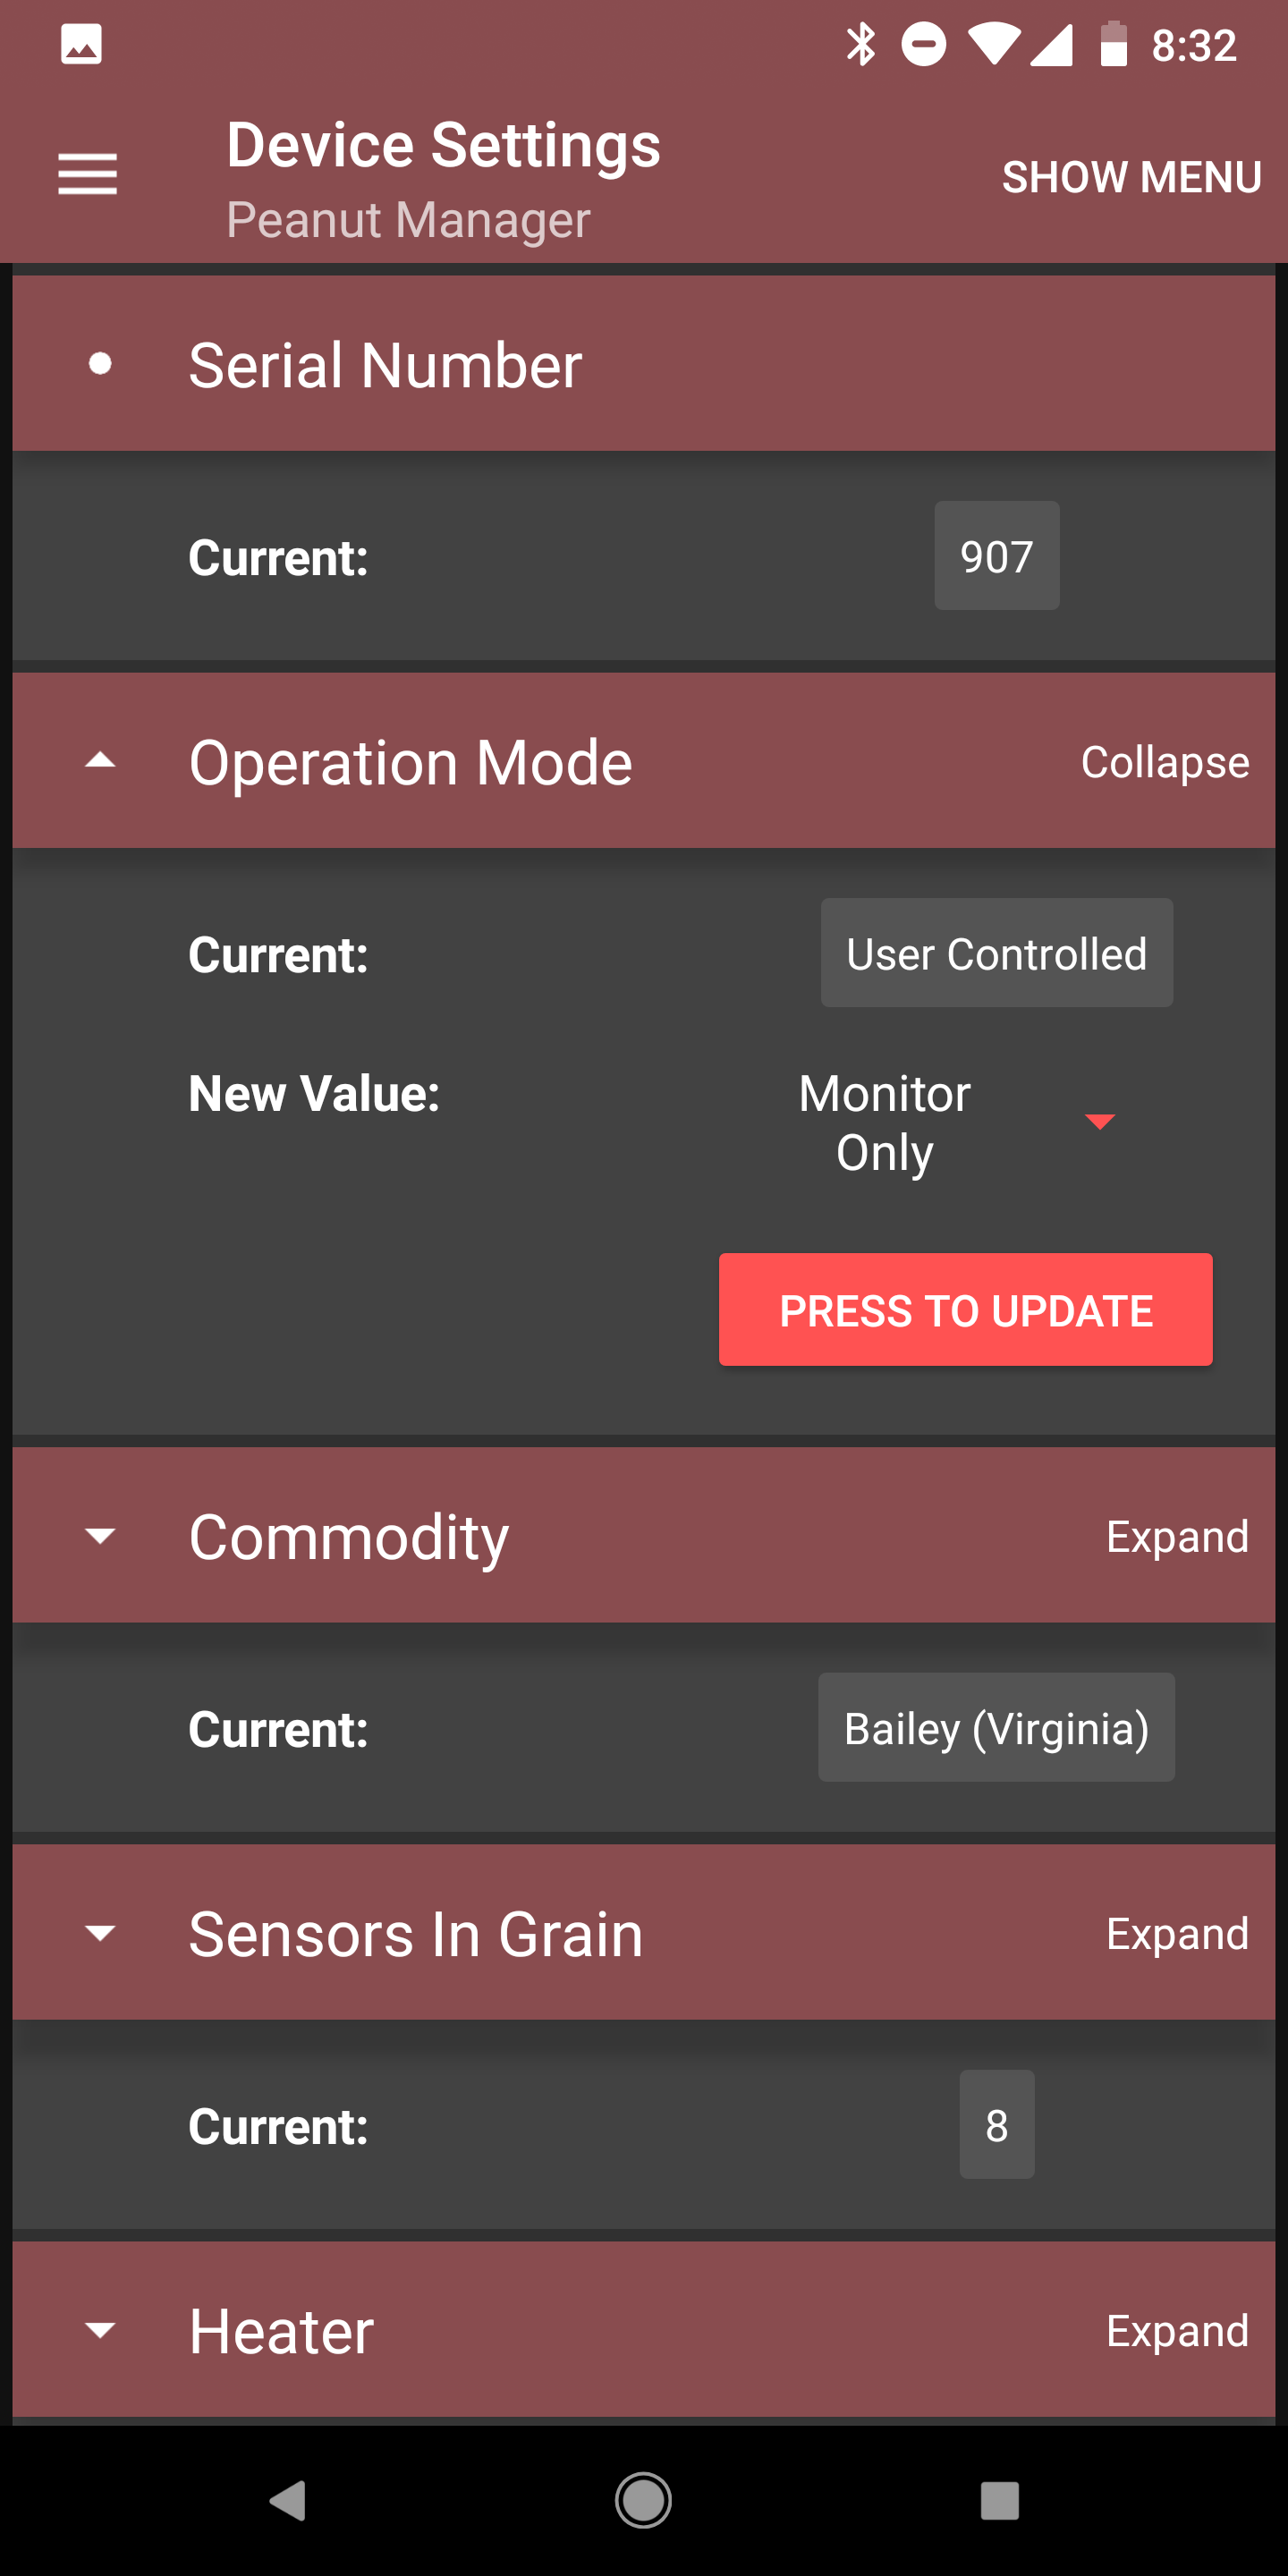 8:32
Device Settings
Peanut Manager
SHOW MENU
Serial Number
Current: 907
Operation Mode Collapse
Current: User Controlled
New Value: Monitor
Only
PRESS TO UPDATE
Commodity Expand
Current: Bailey (Virginia)
Sensors In Grain Expand
Current: 8
Heater Expand